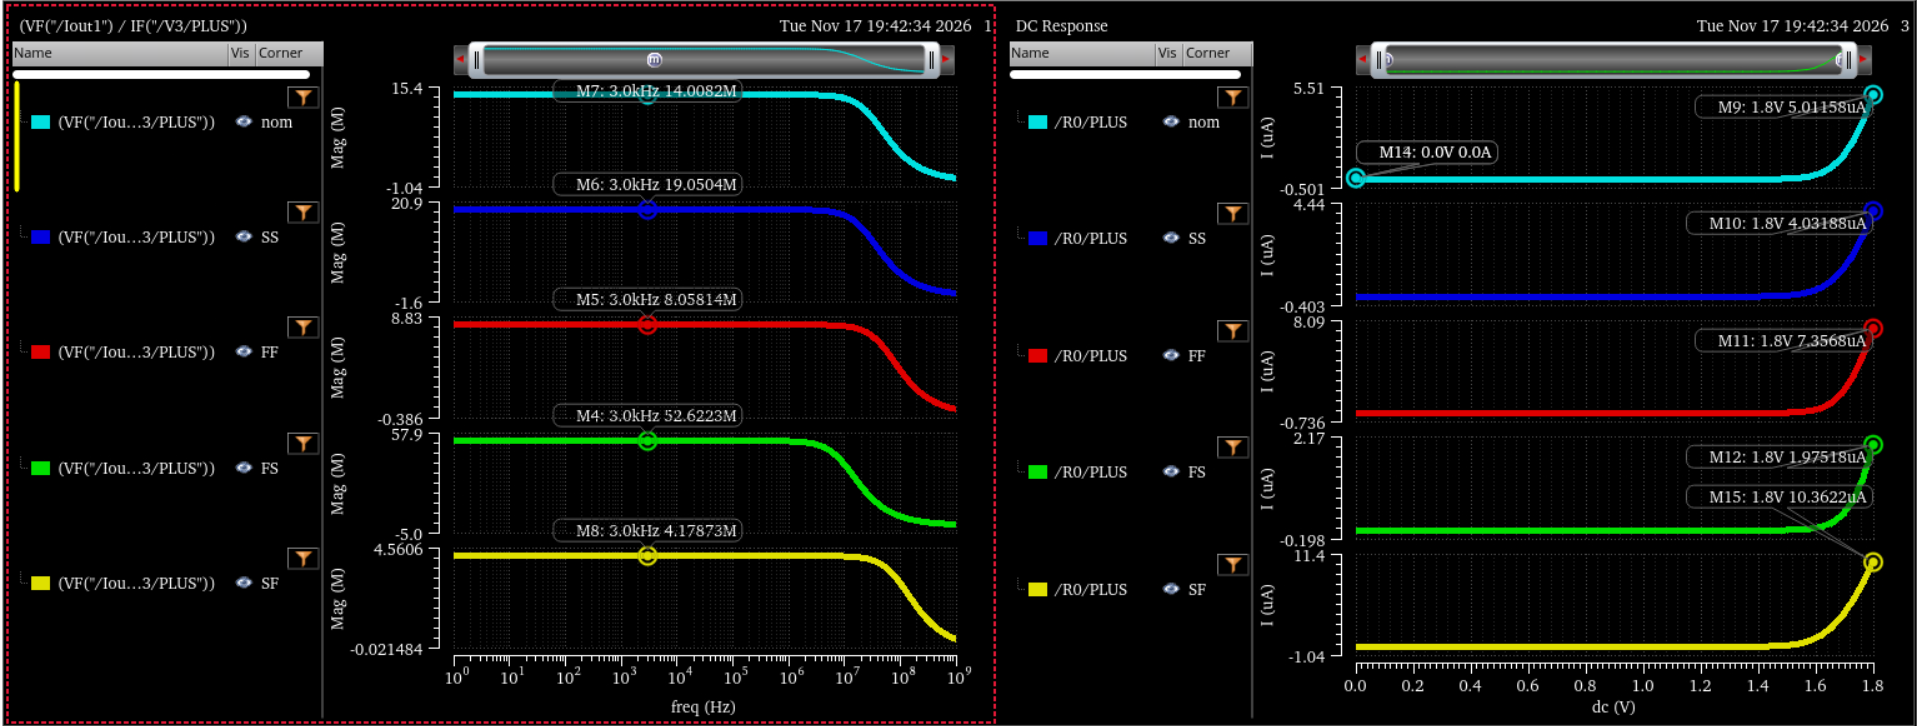 (VF("/Iout1") / IF("/V3/PLUS"))
Tue Nov 17 19:42:34 2026 1
Name Vis Corner
(VF("/Iou...3/PLUS")) nom
(VF("/Iou...3/PLUS")) SS
(VF("/Iou...3/PLUS")) FF
(VF("/Iou...3/PLUS")) FS
(VF("/Iou...3/PLUS")) SF
m
15.4
Mag (M)
-1.04
M7: 3.0kHz 14.0082M
20.9
Mag (M)
-1.6
M6: 3.0kHz 19.0504M
8.83
Mag (M)
-0.386
M5: 3.0kHz 8.05814M
57.9
Mag (M)
-5.0
M4: 3.0kHz 52.6223M
4.5606
Mag (M)
-0.021484
M8: 3.0kHz 4.17873M
10^0 10^1 10^2 10^3 10^4 10^5 10^6 10^7 10^8 10^9
freq (Hz)
DC Response
Tue Nov 17 19:42:34 2026 3
Name Vis Corner
/R0/PLUS nom
/R0/PLUS SS
/R0/PLUS FF
/R0/PLUS FS
/R0/PLUS SF
5.51
I (uA)
-0.501
M9: 1.8V 5.01158uA
M14: 0.0V 0.0A
4.44
I (uA)
-0.403
M10: 1.8V 4.03188uA
8.09
I (uA)
-0.736
M11: 1.8V 7.3568uA
2.17
I (uA)
-0.198
M12: 1.8V 1.97518uA
M15: 1.8V 10.3622uA
11.4
I (uA)
-1.04
0.0 0.2 0.4 0.6 0.8 1.0 1.2 1.4 1.6 1.8
dc (V)